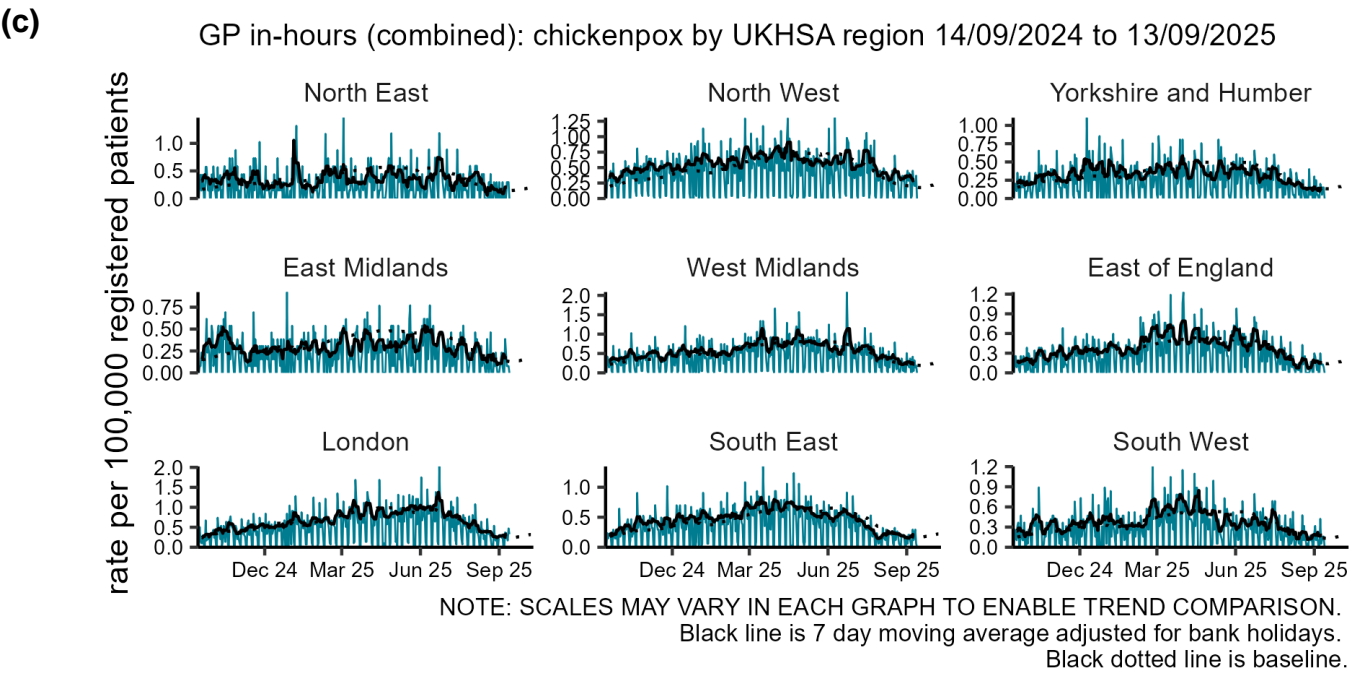 (c)
GP in-hours (combined): chickenpox by UKHSA region 14/09/2024 to 13/09/2025
rate per 100,000 registered patients
North East
1.0
0.5
0.0
North West
1.25
1.00
0.75
0.50
0.25
0.00
Yorkshire and Humber
1.00
0.75
0.50
0.25
0.00
East Midlands
0.75
0.50
0.25
0.00
West Midlands
2.0
1.5
1.0
0.5
0.0
East of England
1.2
0.9
0.6
0.3
0.0
London
2.0
1.5
1.0
0.5
0.0
South East
1.0
0.5
0.0
South West
1.2
0.9
0.6
0.3
0.0
Dec 24 Mar 25 Jun 25 Sep 25
Dec 24 Mar 25 Jun 25 Sep 25
Dec 24 Mar 25 Jun 25 Sep 25
NOTE: SCALES MAY VARY IN EACH GRAPH TO ENABLE TREND COMPARISON.
Black line is 7 day moving average adjusted for bank holidays.
Black dotted line is baseline.